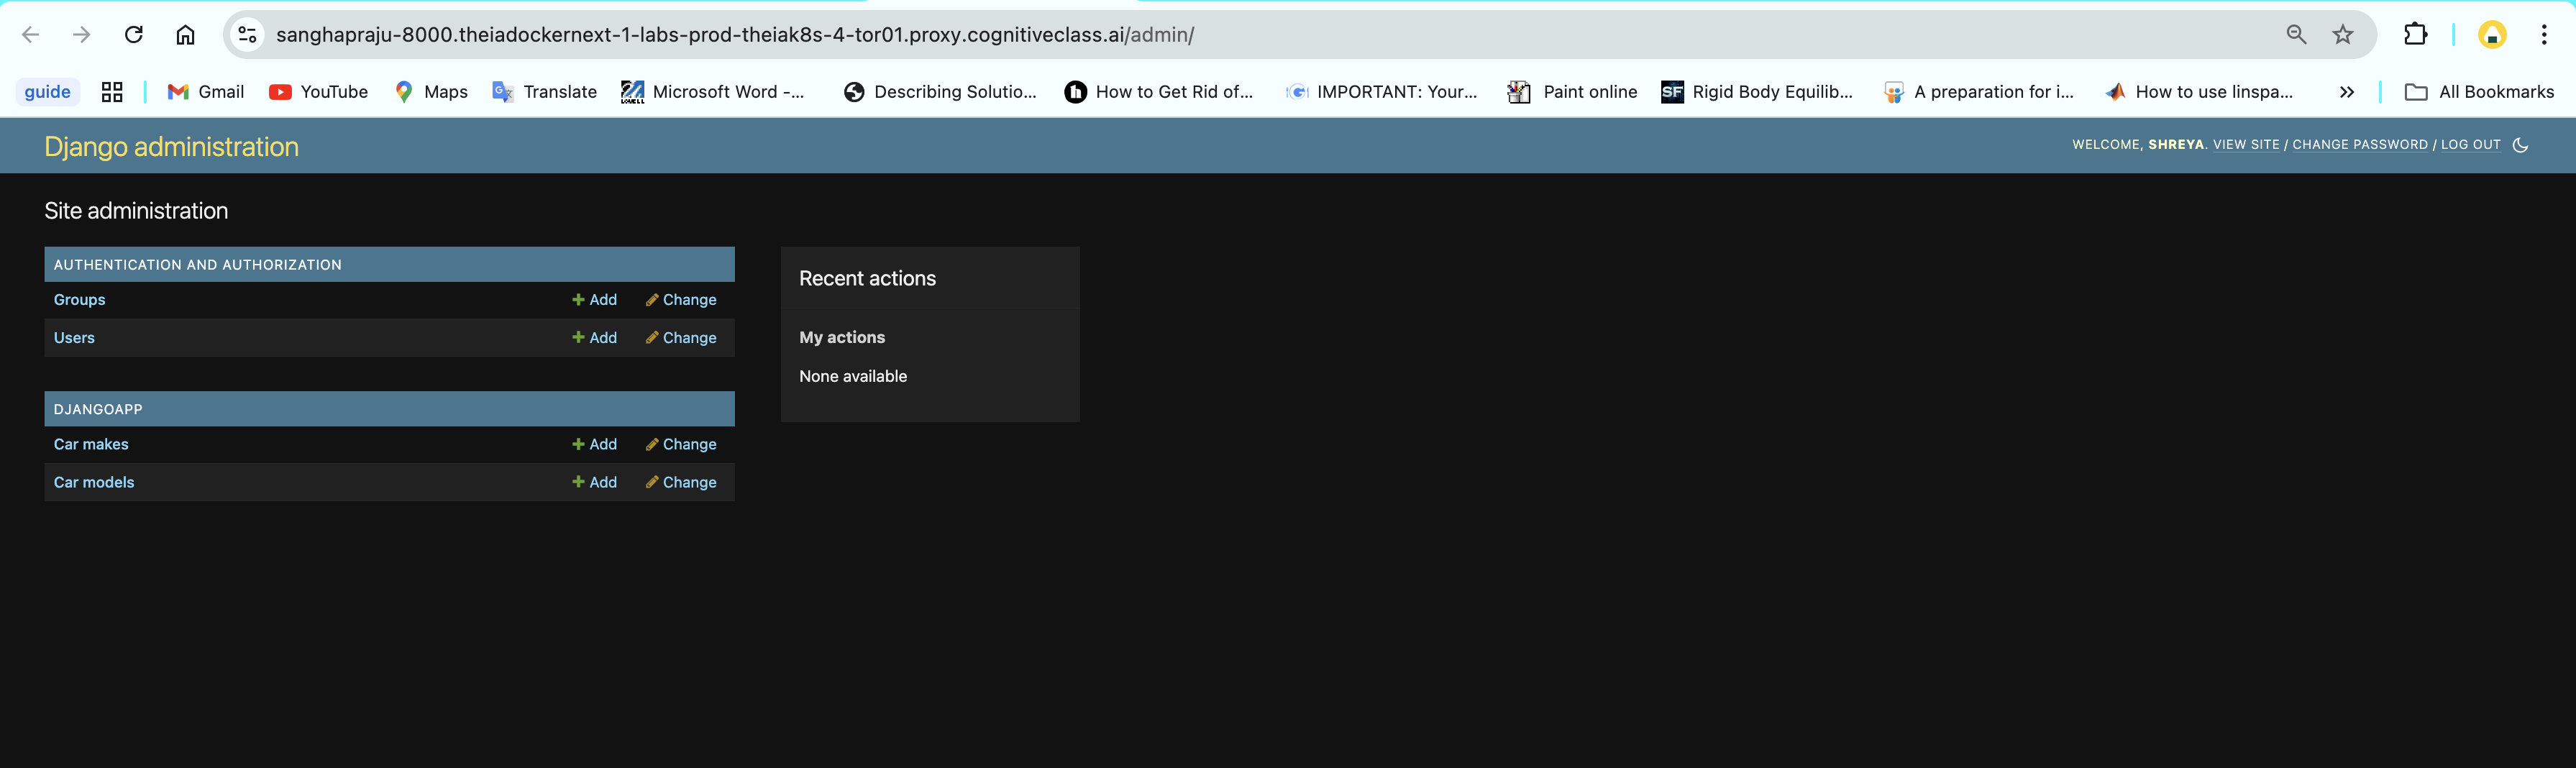 sanghapraju-8000.theiadockernext-1-labs-prod-theiak8s-4-tor01.proxy.cognitiveclass.ai/admin/
guide Gmail YouTube Maps Translate Microsoft Word -... Describing Solutio... How to Get Rid of... IMPORTANT: Your... Paint online SF Rigid Body Equilib... A preparation for i... How to use linspa... » All Bookmarks
Django administration
WELCOME, SHREYA. VIEW SITE / CHANGE PASSWORD / LOG OUT
Site administration
AUTHENTICATION AND AUTHORIZATION
Groups Add Change
Users Add Change
DJANGOAPP
Car makes Add Change
Car models Add Change
Recent actions
My actions
None available